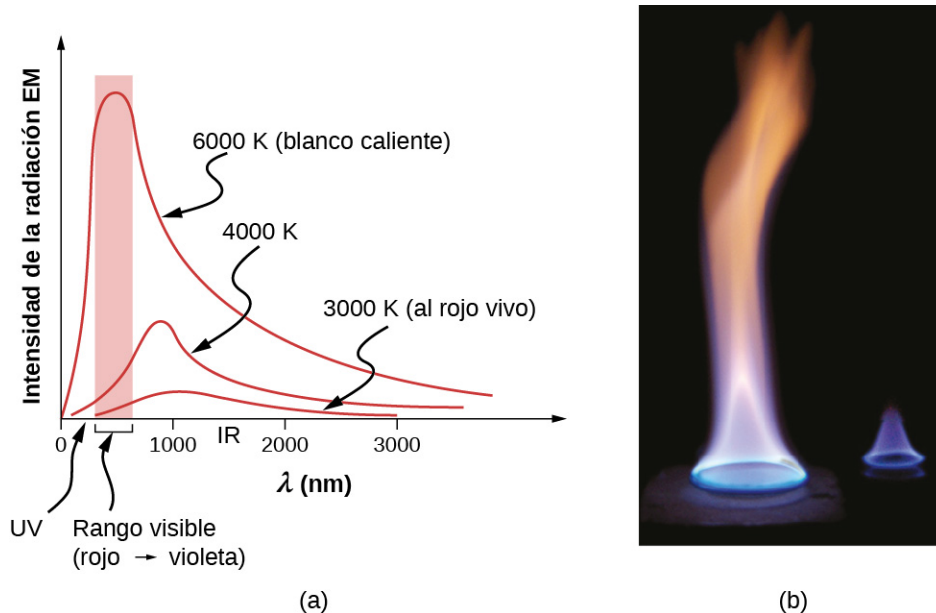 Intensidad de la radiación EM
6000 K (blanco caliente)
4000 K
3000 K (al rojo vivo)
0
1000
IR
2000
3000
λ (nm)
UV
Rango visible
(rojo → violeta)
(a)
(b)